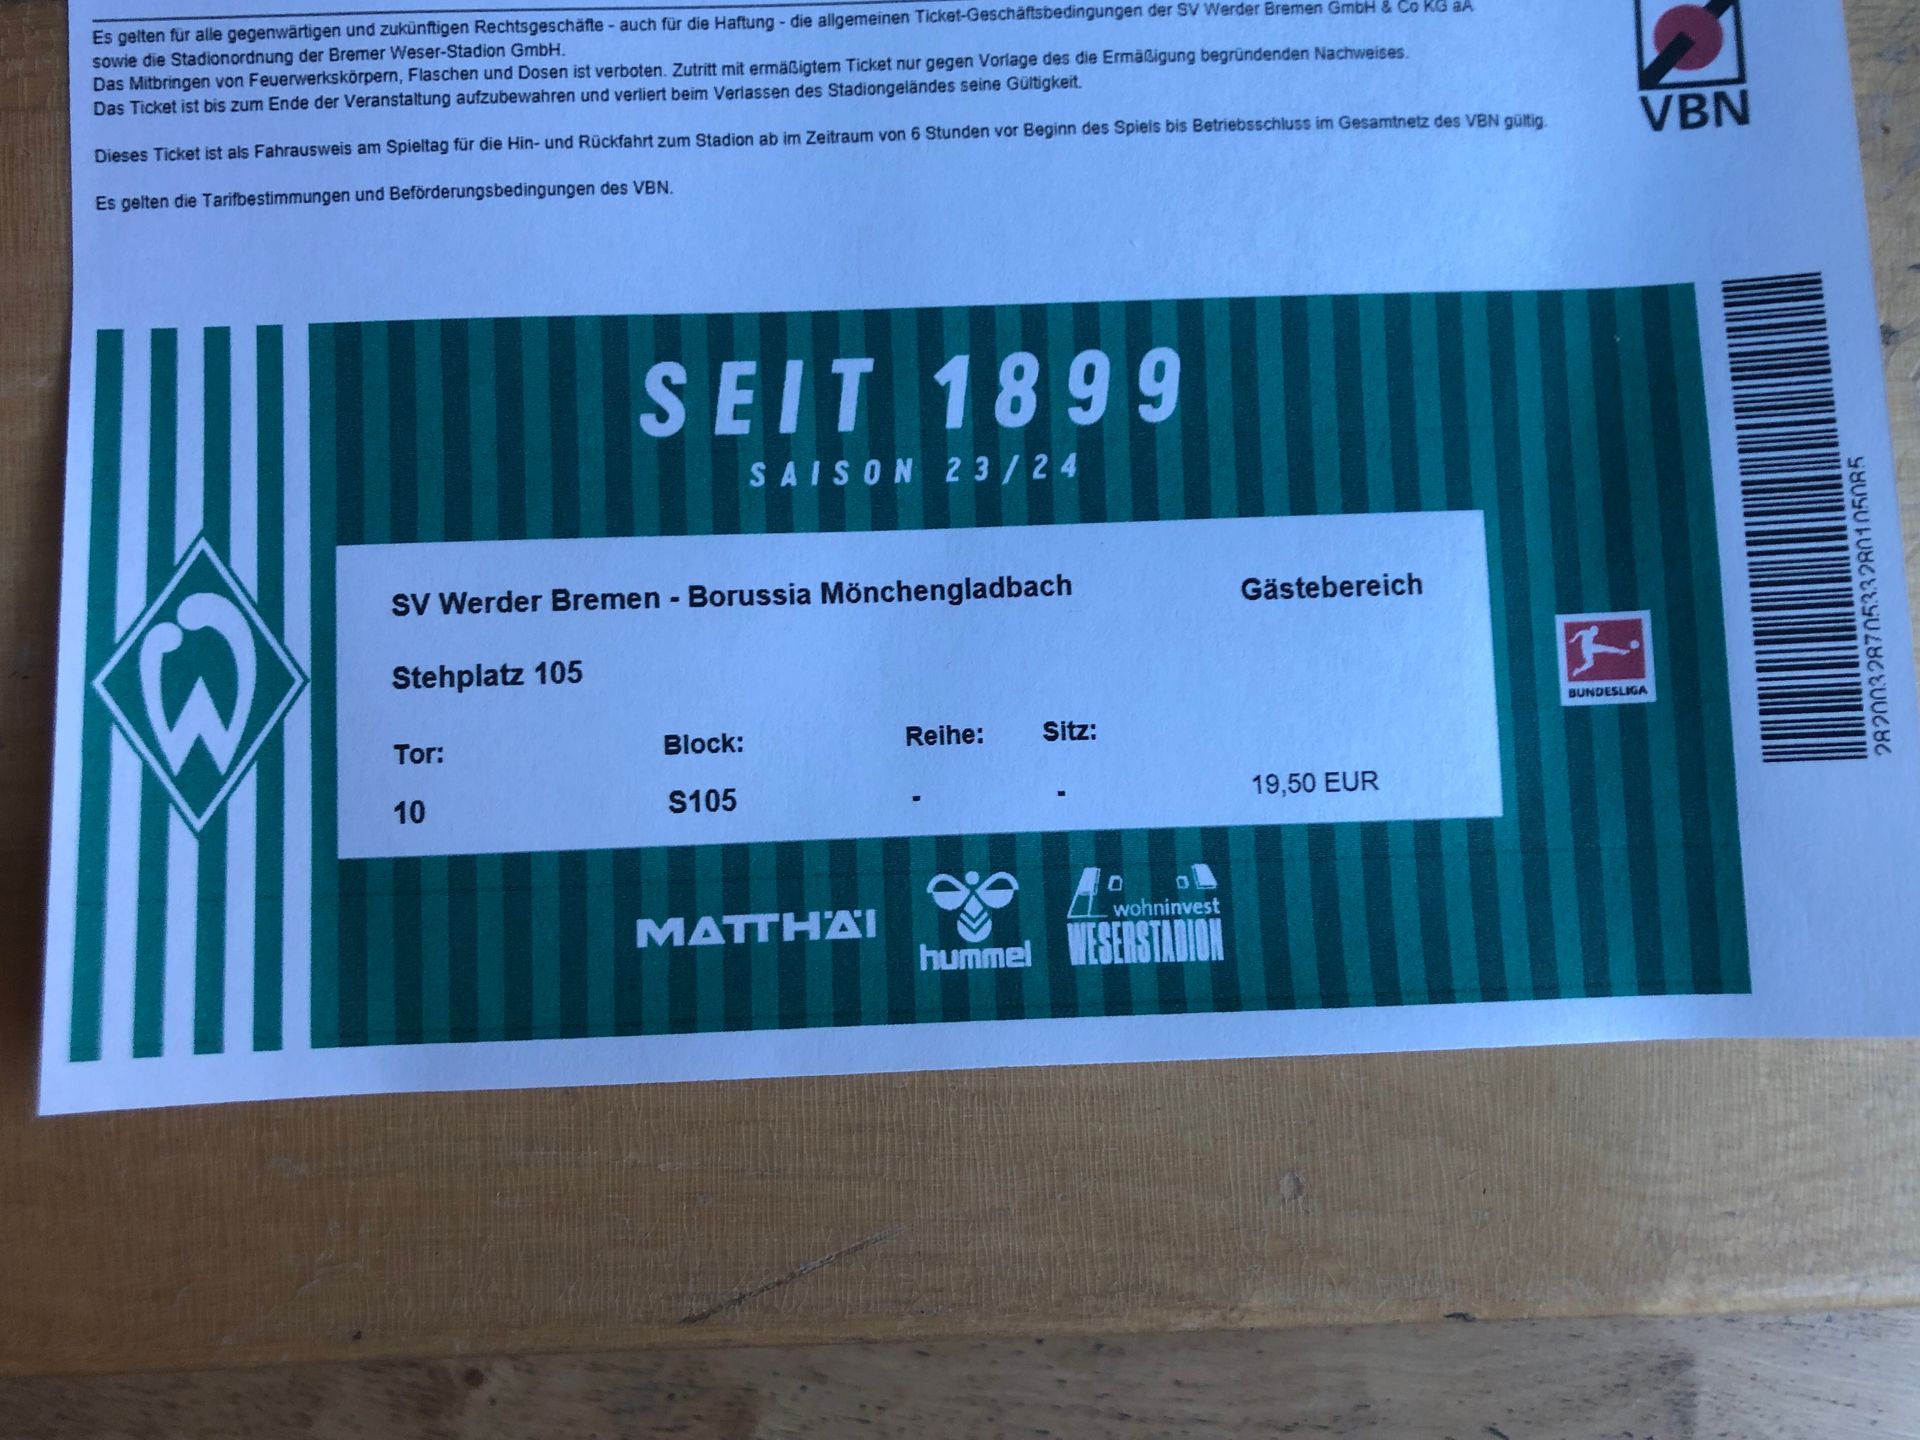 Es gelten für alle gegenwärtigen und zukünftigen Rechtsgeschäfte - auch für die Haftung - die allgemeinen Ticket-Geschäftsbedingungen der SV Werder Bremen GmbH & Co KG aA
sowie die Stadionordnung der Bremer Weser-Stadion GmbH.
Das Mitbringen von Feuerwerkskörpern, Flaschen und Dosen ist verboten. Zutritt mit ermäßigtem Ticket nur gegen Vorlage des die Ermäßigung begründenden Nachweises.
Das Ticket ist bis zum Ende der Veranstaltung aufzubewahren und verliert beim Verlassen des Stadiongeländes seine Gültigkeit.
VBN
Dieses Ticket ist als Fahrausweis am Spieltag für die Hin- und Rückfahrt zum Stadion ab im Zeitraum von 6 Stunden vor Beginn des Spiels bis Betriebsschluss im Gesamtnetz des VBN gültig.
Es gelten die Tarifbestimmungen und Beförderungsbedingungen des VBN.
SEIT 1899
SAISON 23/24
SV Werder Bremen - Borussia Mönchengladbach Gästebereich
Stehplatz 105
Tor: Block: Reihe: Sitz:
10 S105 - - 19,50 EUR
W
BUNDESLIGA
MATTHÄI
hummel
wohninvest
WESERSTADION
28200328705332801050​85